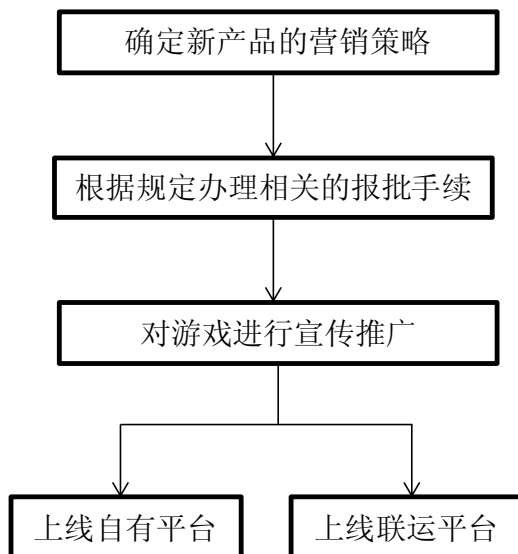 确定新产品的营销策略
根据规定办理相关的报批手续
对游戏进行宣传推广
上线自有平台
上线联运平台